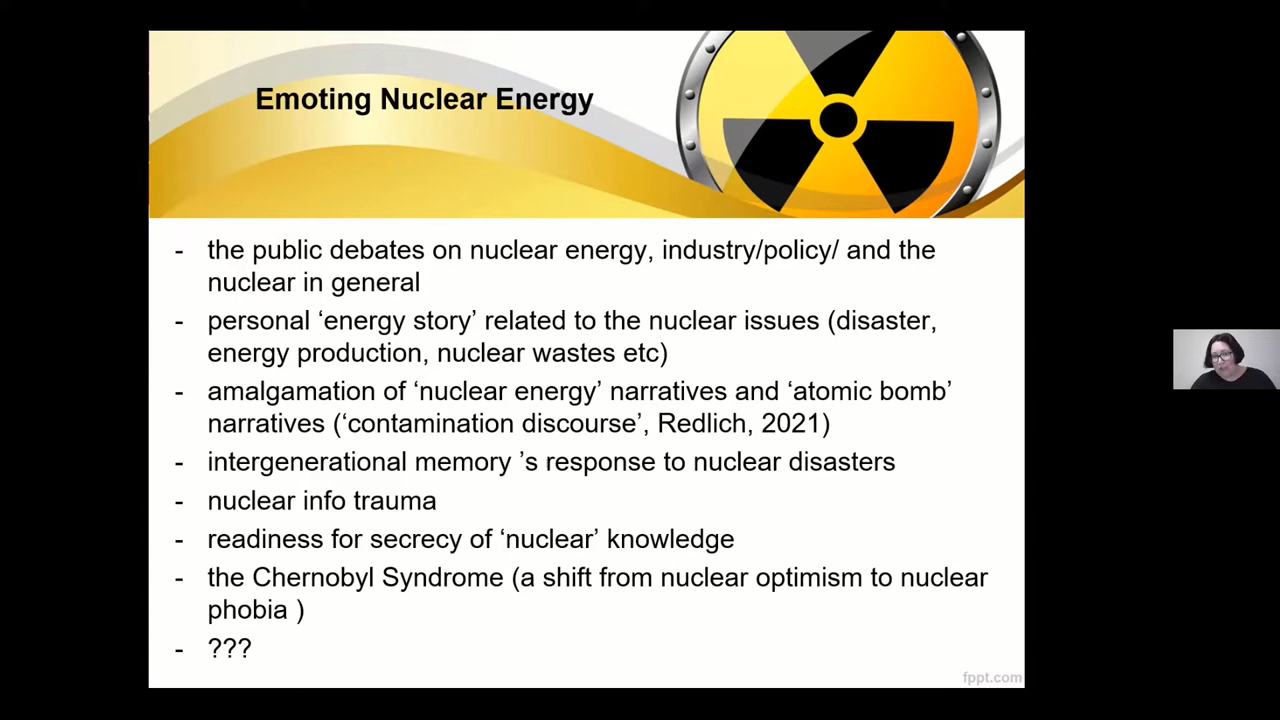 Emoting Nuclear Energy
- the public debates on nuclear energy, industry/policy/ and the
nuclear in general
- personal ‘energy story’ related to the nuclear issues (disaster,
energy production, nuclear wastes etc)
- amalgamation of ‘nuclear energy’ narratives and ‘atomic bomb’
narratives (‘contamination discourse’, Redlich, 2021)
- intergenerational memory ’s response to nuclear disasters
- nuclear info trauma
- readiness for secrecy of ‘nuclear’ knowledge
- the Chernobyl Syndrome (a shift from nuclear optimism to nuclear
phobia )
- ???
fppt.com